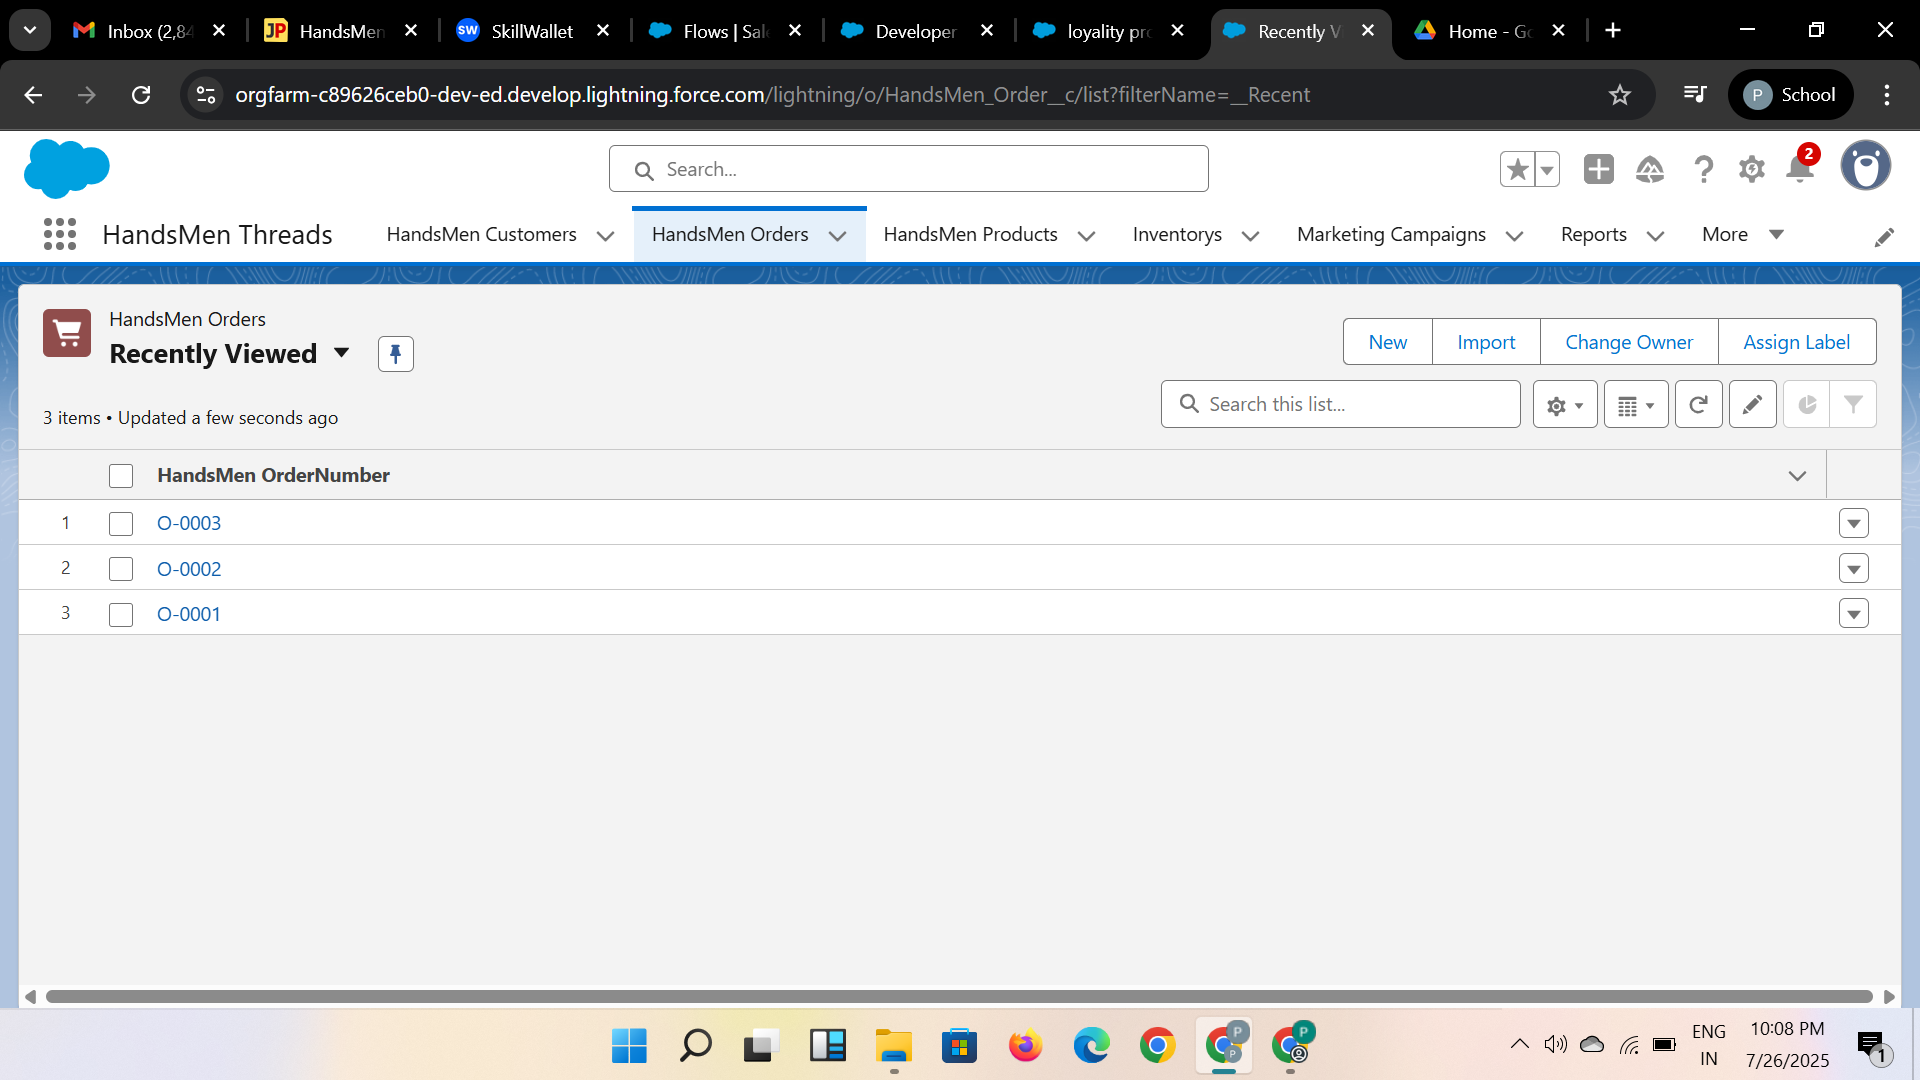 Inbox (2,84
HandsMen
SkillWallet
Flows | Sal
Developer
loyality pr
Recently V
Home - Go
orgfarm-c89626ceb0-dev-ed.develop.lightning.force.com/lightning/o/HandsMen_Order__c/list?filterName=__Recent
P School
Search...
2
HandsMen Threads
HandsMen Customers
HandsMen Orders
HandsMen Products
Inventorys
Marketing Campaigns
Reports
More
HandsMen Orders
Recently Viewed
New
Import
Change Owner
Assign Label
3 items • Updated a few seconds ago
Search this list...
HandsMen OrderNumber
1 O-0003
2 O-0002
3 O-0001
ENG
IN
10:08 PM
7/26/2025
1